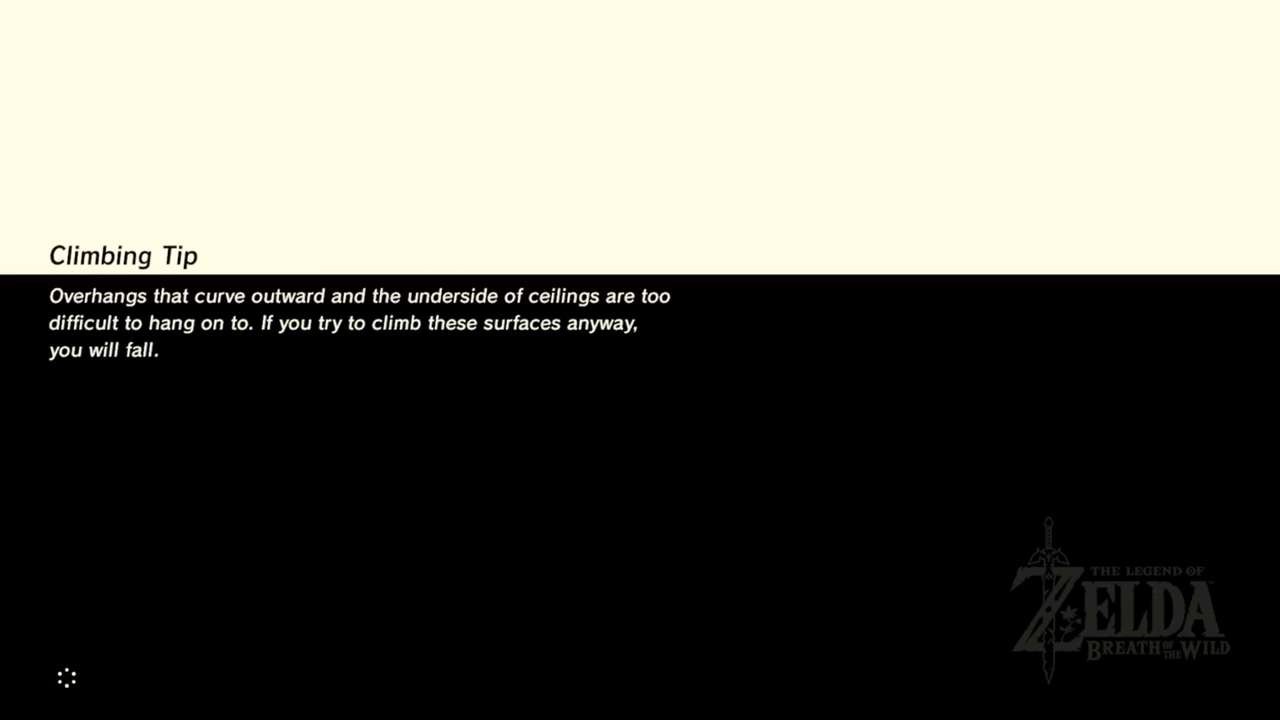 Climbing Tip
Overhangs that curve outward and the underside of ceilings are too
difficult to hang on to. If you try to climb these surfaces anyway,
you will fall.
THE LEGEND OF
ZELDA
BREATH OF THE WILD